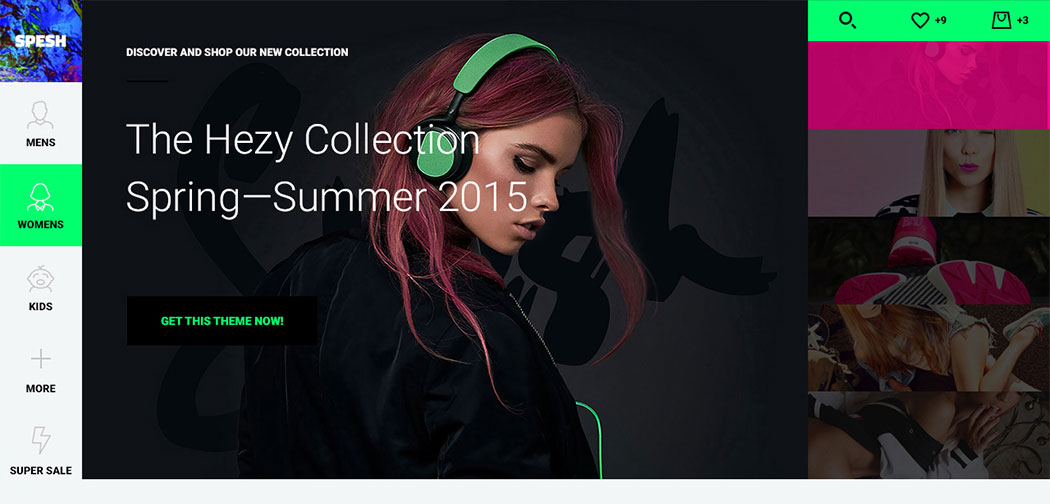 SPESH
MENS
WOMENS
KIDS
MORE
SUPER SALE
DISCOVER AND SHOP OUR NEW COLLECTION
The Hezy Collection
Spring—Summer 2015
GET THIS THEME NOW!
+9
+3